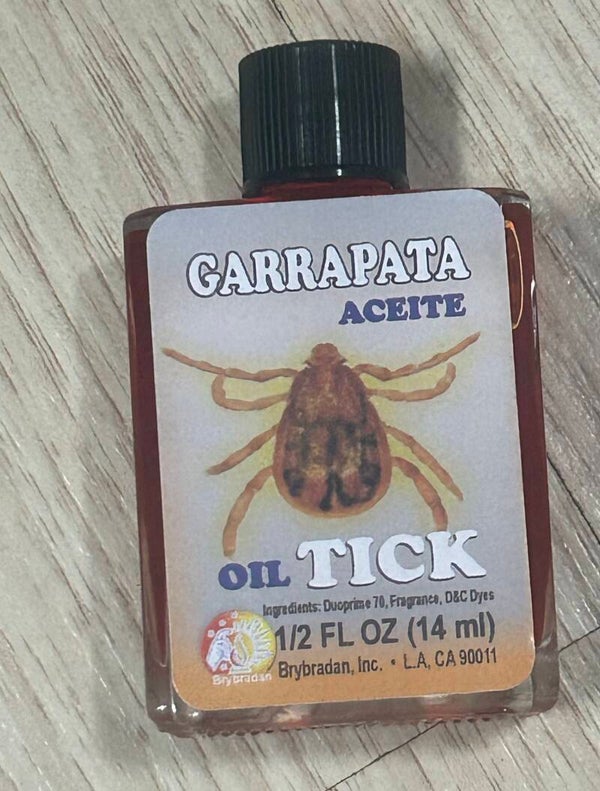 GARRAPATA
ACEITE
OIL TICK
Ingredients: Duoprime 70, Fragrance, D&C Dyes
1/2 FL OZ (14 ml)
Brybradan, Inc. • L.A, CA 90011
Brybradan